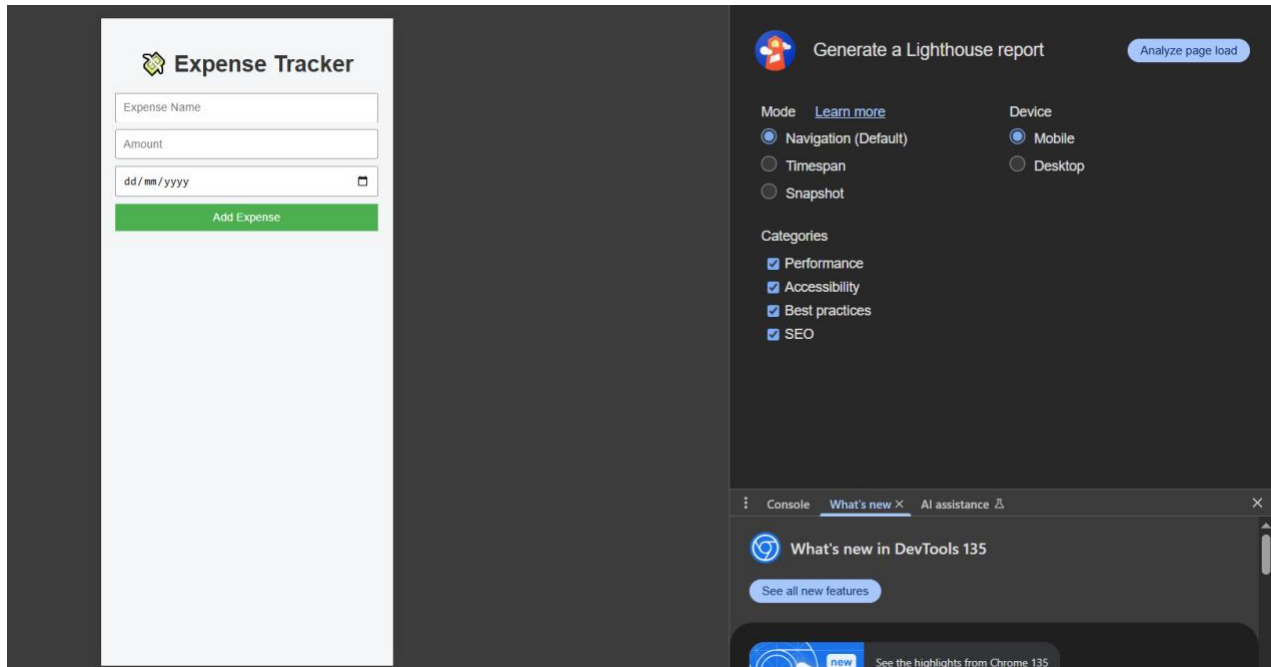 Expense Tracker
Expense Name
Amount
dd/mm/yyyy
Add Expense
Generate a Lighthouse report
Analyze page load
Mode Learn more
Navigation (Default)
Timespan
Snapshot
Device
Mobile
Desktop
Categories
Performance
Accessibility
Best practices
SEO
Console What's new AI assistance
What's new in DevTools 135
See all new features
new
See the highlights from Chrome 135